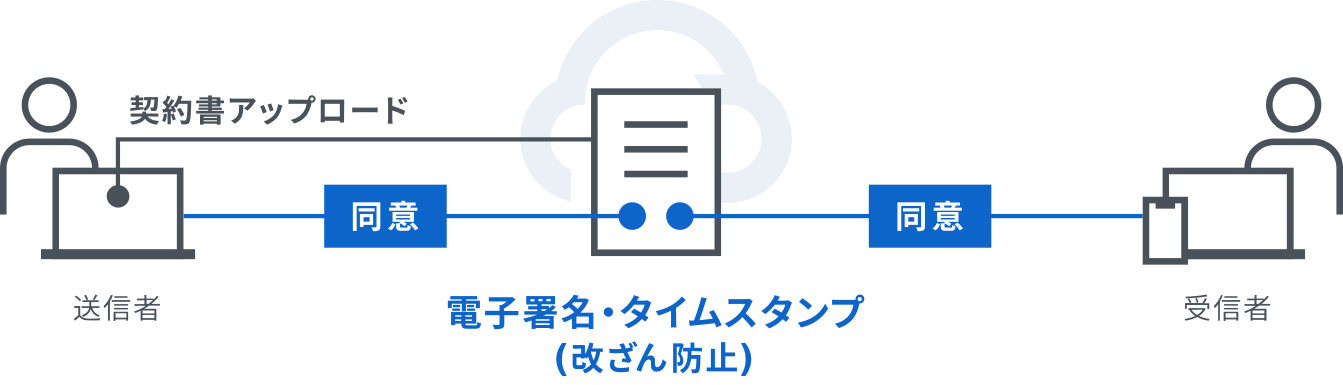 契約書アップロード
同意
同意
送信者
電子署名・タイムスタンプ
(改ざん防止)
受信者